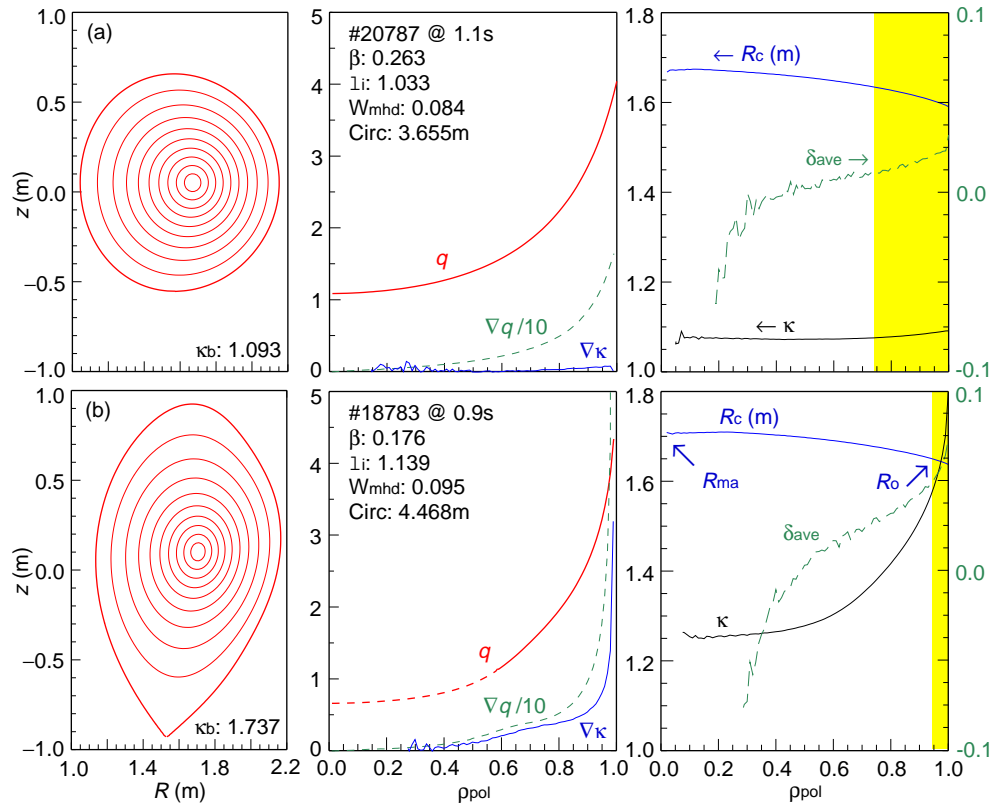 (a)
1.0
0.5
0.0
−0.5
−1.0
z (m)
κb: 1.093
5
4
3
2
1
0
#20787 @ 1.1s
β: 0.263
li: 1.033
Wmhd: 0.084
Circ: 3.655m
q
∇q/10
∇κ
1.8
1.6
1.4
1.2
1.0
← Rc (m)
δave →
← κ
0.1
0.0
-0.1
(b)
1.0
0.5
0.0
−0.5
−1.0
z (m)
κb: 1.737
1.0 1.4 1.8 2.2
R (m)
5
4
3
2
1
0
#18783 @ 0.9s
β: 0.176
li: 1.139
Wmhd: 0.095
Circ: 4.468m
q
∇q/10
∇κ
0.0 0.2 0.4 0.6 0.8 1.0
ρpol
1.8
1.6
1.4
1.2
1.0
Rc (m)
Rma
Ro
δave
κ
0.1
0.0
-0.1
0.0 0.2 0.4 0.6 0.8 1.0
ρpol